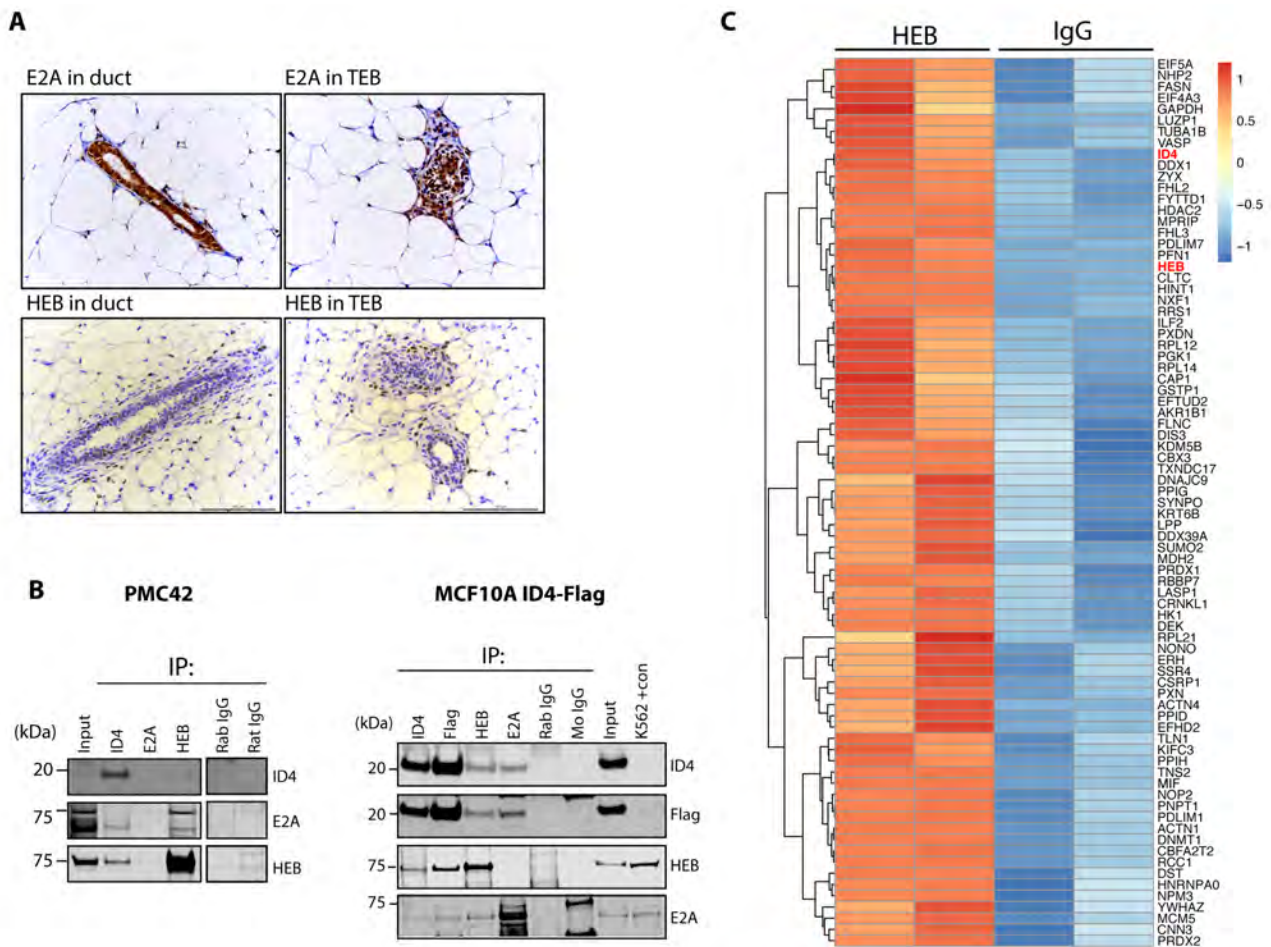 A
E2A in duct
E2A in TEB
HEB in duct
HEB in TEB
B
PMC42
IP:
(kDa)
Input
ID4
E2A
HEB
Rab IgG
Rat IgG
20
ID4
75
E2A
75
HEB
MCF10A ID4-Flag
IP:
(kDa)
ID4
Flag
HEB
E2A
Rab IgG
Mo IgG
Input
K562 +con
20
ID4
20
Flag
75
HEB
75
E2A
C
HEB
IgG
EIF5A
NHP2
FASN
EIF4A3
GAPDH
LUZP1
TUBA1B
VASP
ID4
DDX1
ZYX
FHL2
FYTTD1
HDAC2
MPRIP
FHL3
PDLIM7
PFN1
HEB
CLTC
HINT1
NXF1
RRS1
ILF2
PXDN
RPL12
PGK1
RPL14
CAP1
GSTP1
EFTUD2
AKR1B1
FLNC
DIS3
KDM5B
CBX3
TXNDC17
DNAJC9
PPIG
SYNPO
KRT6B
LPP
DDX39A
SUMO2
MDH2
PRDX1
RBBP7
LASP1
CRNKL1
HK1
DEK
RPL21
NONO
ERH
SSR4
CSRP1
PXN
ACTN4
PPID
EFHD2
TLN1
KIFC3
PPIH
TNS2
MIF
NOP2
PNPT1
PDLIM1
ACTN1
DNMT1
CBFA2T2
RCC1
DST
HNRNPA0
NPM3
YWHAZ
MCM5
CNN3
PRDX2
1
0.5
0
−0.5
−1